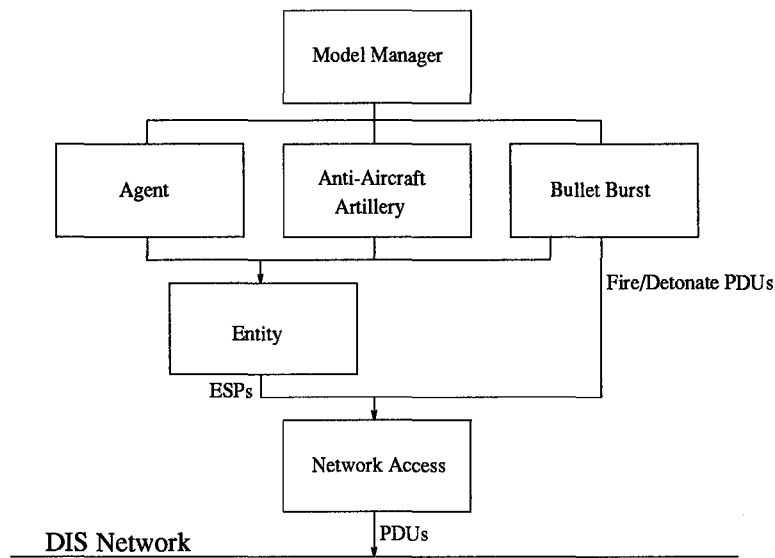 Model Manager
Agent
Anti-Aircraft
Artillery
Bullet Burst
Fire/Detonate PDUs
Entity
ESPs
Network Access
PDUs
DIS Network